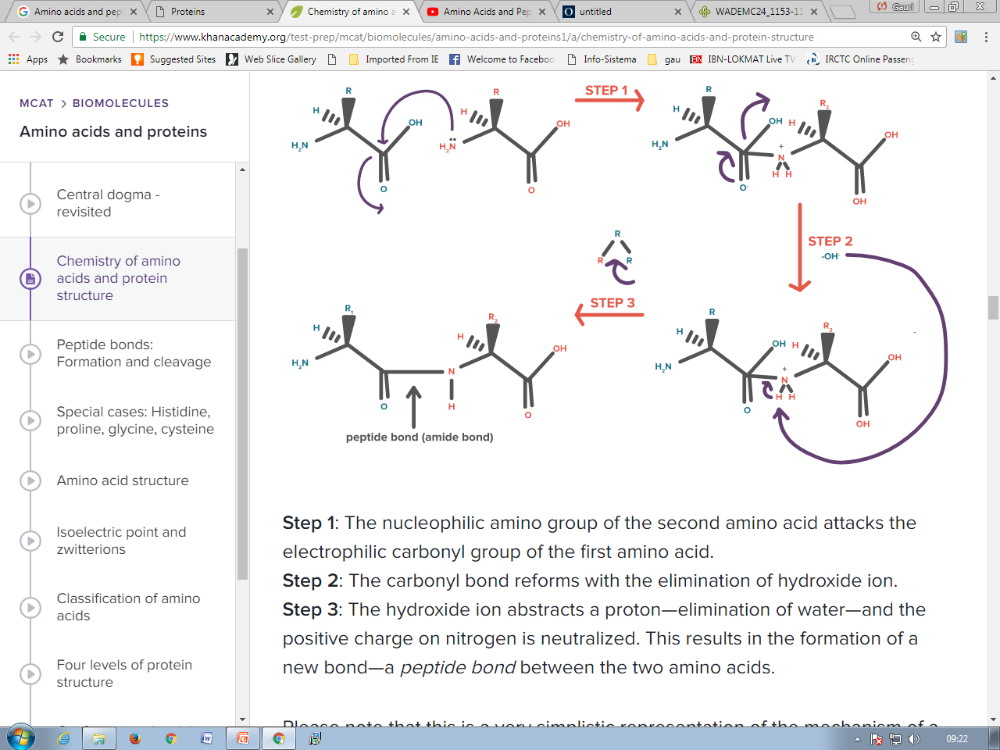 Amino acids and pep
Proteins
Chemistry of amino a
Amino Acids and Pep
untitled
WADEMC24_1153-11
Gauri
Secure
https://www.khanacademy.org/test-prep/mcat/biomolecules/amino-acids-and-proteins1/a/chemistry-of-amino-acids-and-protein-structure
Apps
Bookmarks
Suggested Sites
Web Slice Gallery
Imported From IE
Welcome to Faceboo
Info-Sistema
gau
IBN-LOKMAT Live TV
IRCTC Online Passen
MCAT > BIOMOLECULES
Amino acids and proteins
Central dogma -
revisited
Chemistry of amino
acids and protein
structure
Peptide bonds:
Formation and cleavage
Special cases: Histidine,
proline, glycine, cysteine
Amino acid structure
Isoelectric point and
zwitterions
Classification of amino
acids
Four levels of protein
structure
R
H
OH
H₂N
O
R
H
OH
H₂N
O
STEP 1
R
H
OH
H₂N
O⁻
R₂
H
OH
+
N
H H
OH
STEP 2
-OH⁻
R
R
R
STEP 3
R
H
OH
H₂N
O
R₂
H
OH
+
N
H H
OH
R₁
H
H₂N
O
R₂
H
OH
N
H
O
peptide bond (amide bond)
Step 1: The nucleophilic amino group of the second amino acid attacks the
electrophilic carbonyl group of the first amino acid.
Step 2: The carbonyl bond reforms with the elimination of hydroxide ion.
Step 3: The hydroxide ion abstracts a proton—elimination of water—and the
positive charge on nitrogen is neutralized. This results in the formation of a
new bond—a peptide bond between the two amino acids.
Please note that this is a very simplistic representation of the mechanism of a
09:22